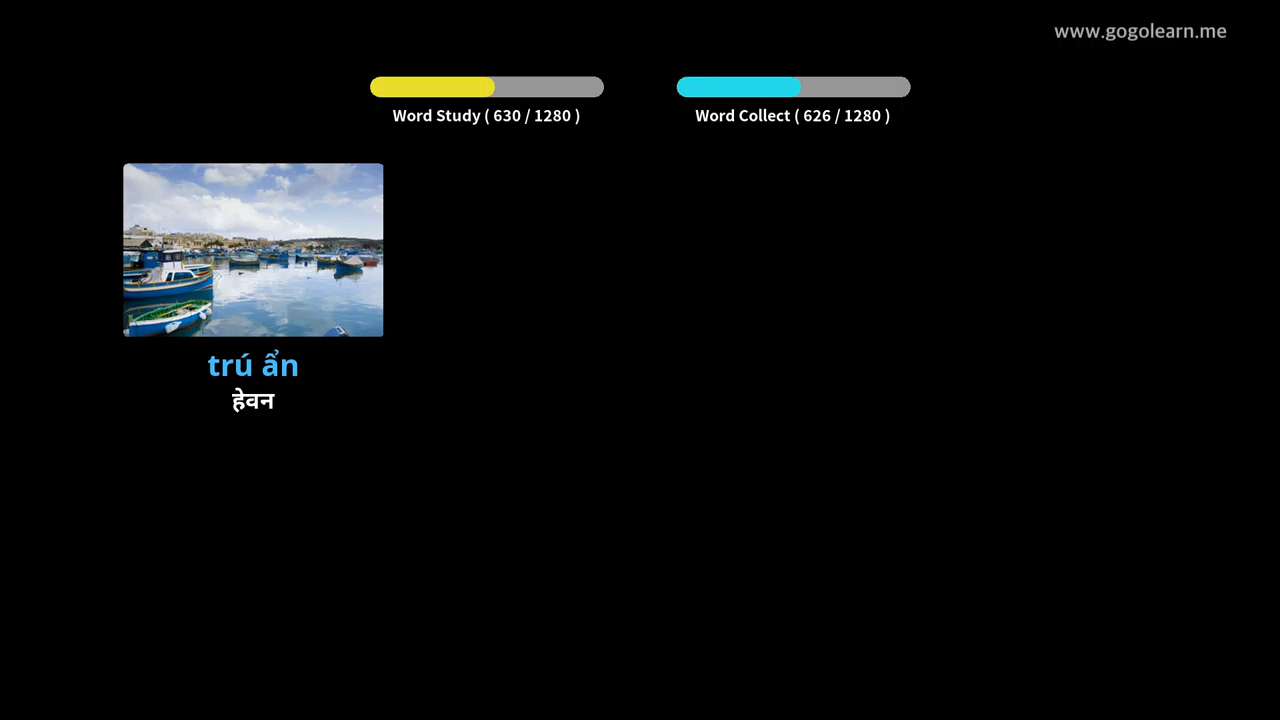 www.gogolearn.me
Word Study ( 630 / 1280 )
Word Collect ( 626 / 1280 )
trú ẩn
हेवन